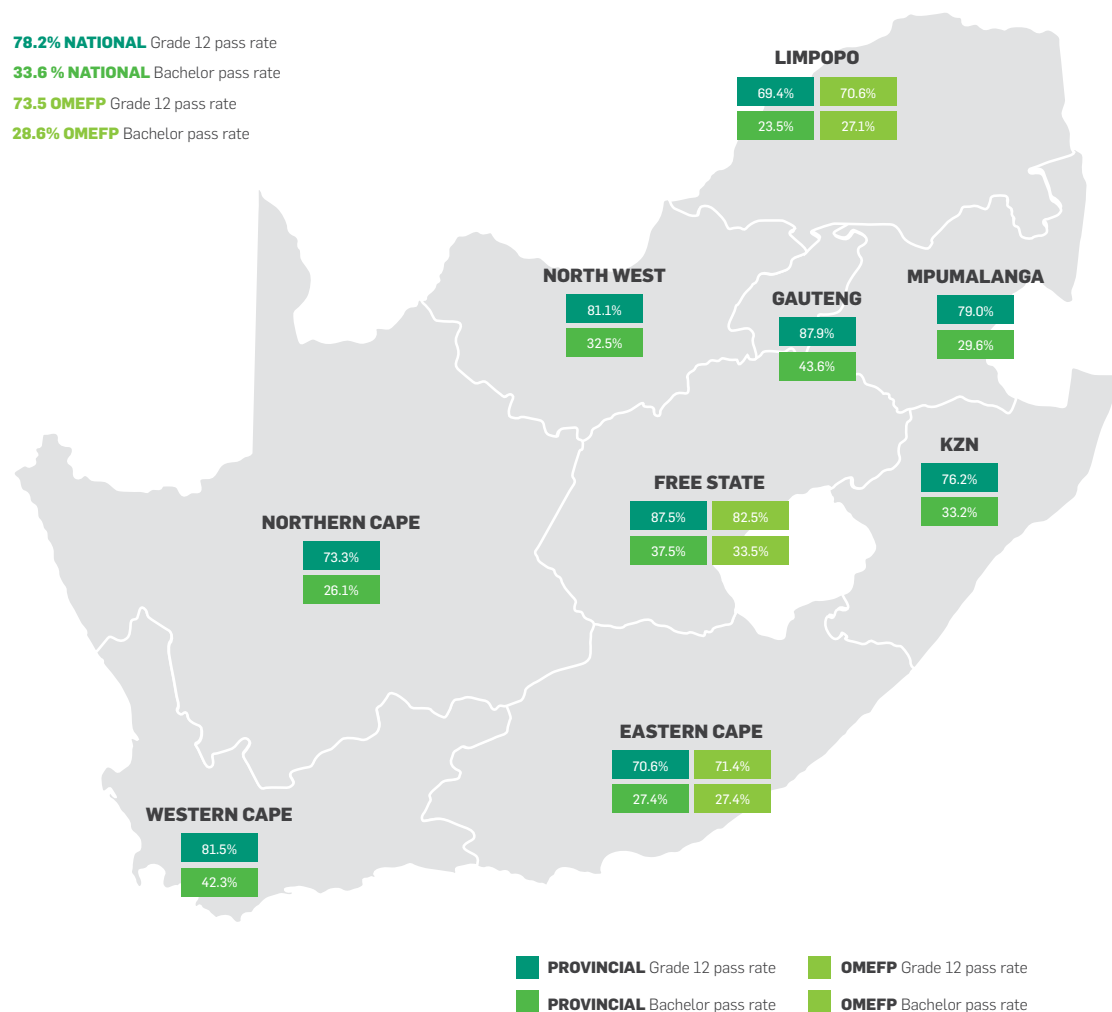 78.2% NATIONAL Grade 12 pass rate
33.6 % NATIONAL Bachelor pass rate
73.5 OMEFP Grade 12 pass rate
28.6% OMEFP Bachelor pass rate
LIMPOPO
69.4% 70.6%
23.5% 27.1%
NORTH WEST
81.1%
32.5%
GAUTENG
87.9%
43.6%
MPUMALANGA
79.0%
29.6%
KZN
76.2%
33.2%
FREE STATE
87.5% 82.5%
37.5% 33.5%
NORTHERN CAPE
73.3%
26.1%
EASTERN CAPE
70.6% 71.4%
27.4% 27.4%
WESTERN CAPE
81.5%
42.3%
PROVINCIAL Grade 12 pass rate OMEFP Grade 12 pass rate
PROVINCIAL Bachelor pass rate OMEFP Bachelor pass rate